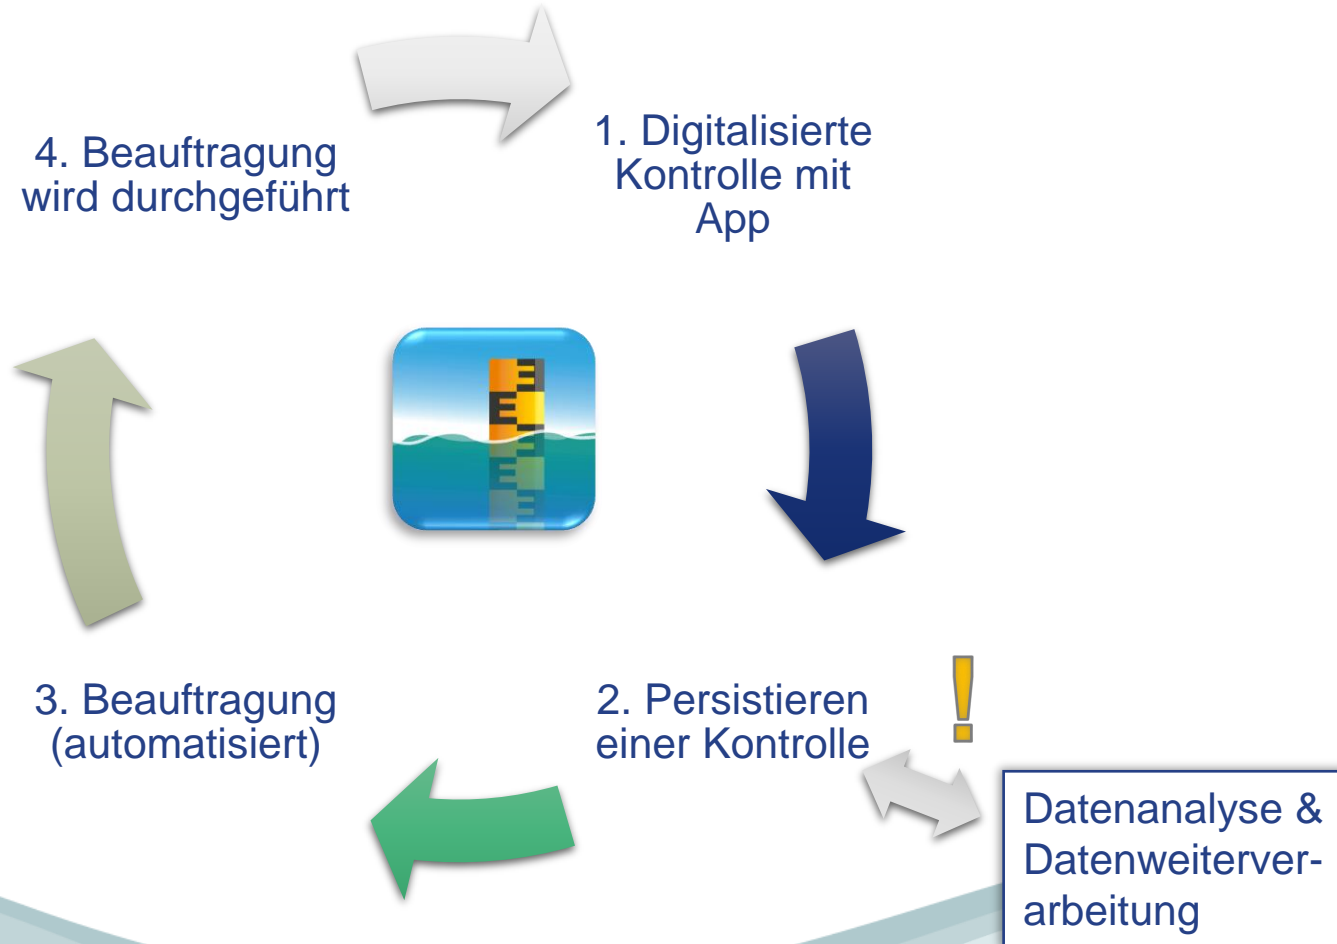 1. Digitalisierte
Kontrolle mit
App
2. Persistieren
einer Kontrolle
!
Datenanalyse &
Datenweiterver-
arbeitung
3. Beauftragung
(automatisiert)
4. Beauftragung
wird durchgeführt